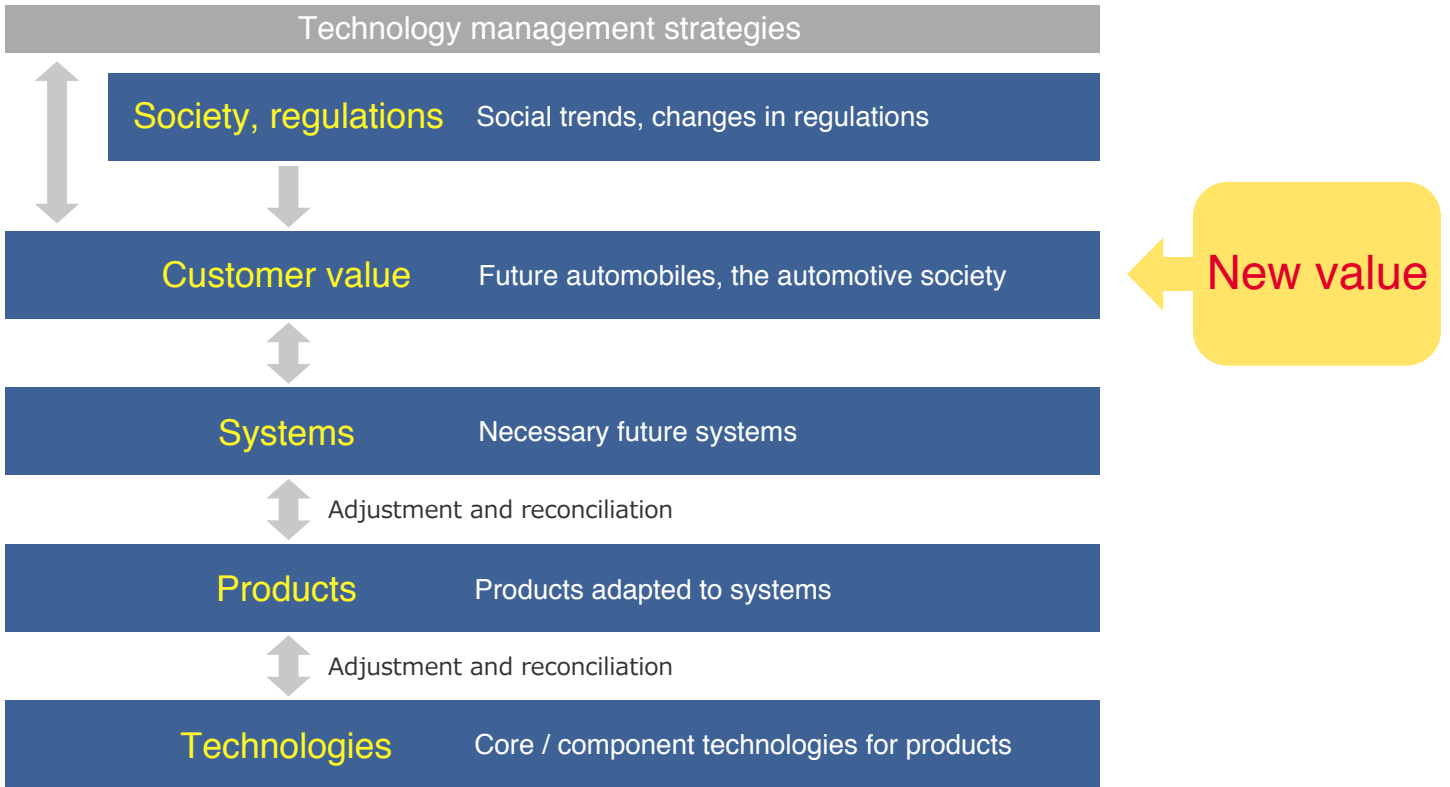 Technology management strategies
Society, regulations
Social trends, changes in regulations
Customer value
Future automobiles, the automotive society
New value
Systems
Necessary future systems
Adjustment and reconciliation
Products
Products adapted to systems
Adjustment and reconciliation
Technologies
Core / component technologies for products